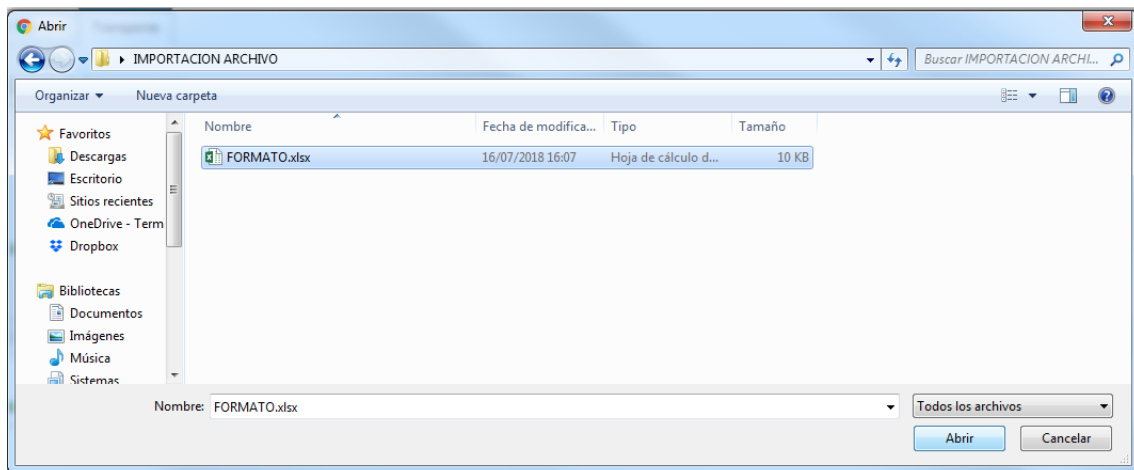 Abrir
IMPORTACION ARCHIVO
Buscar IMPORTACION ARCHI...
Organizar
Nueva carpeta
Nombre Fecha de modifica... Tipo Tamaño
FORMATO.xlsx 16/07/2018 16:07 Hoja de cálculo d... 10 KB
Favoritos
Descargas
Escritorio
Sitios recientes
OneDrive - Term
Dropbox
Bibliotecas
Documentos
Imágenes
Música
Sistemas
Nombre: FORMATO.xlsx
Todos los archivos
Abrir Cancelar